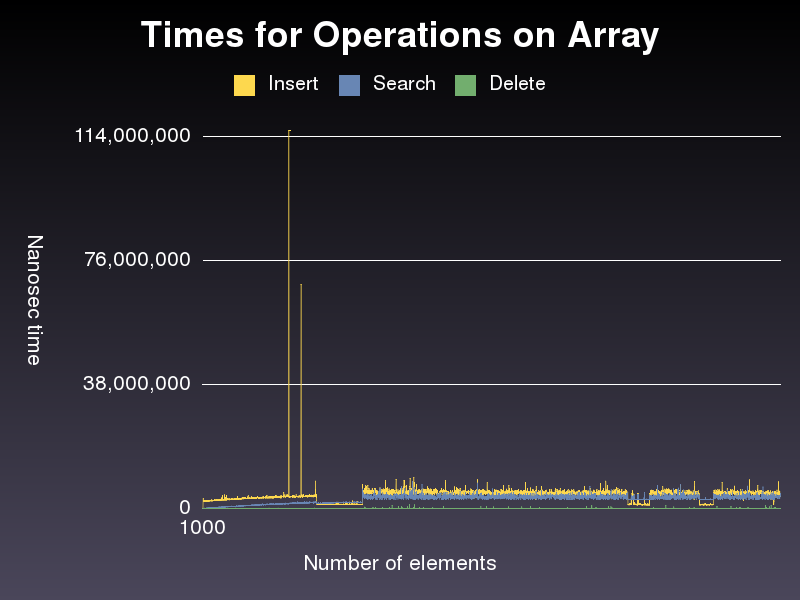 Times for Operations on Array
Insert Search Delete
114,000,000
76,000,000
38,000,000
0
1000
Nanosec time
Number of elements